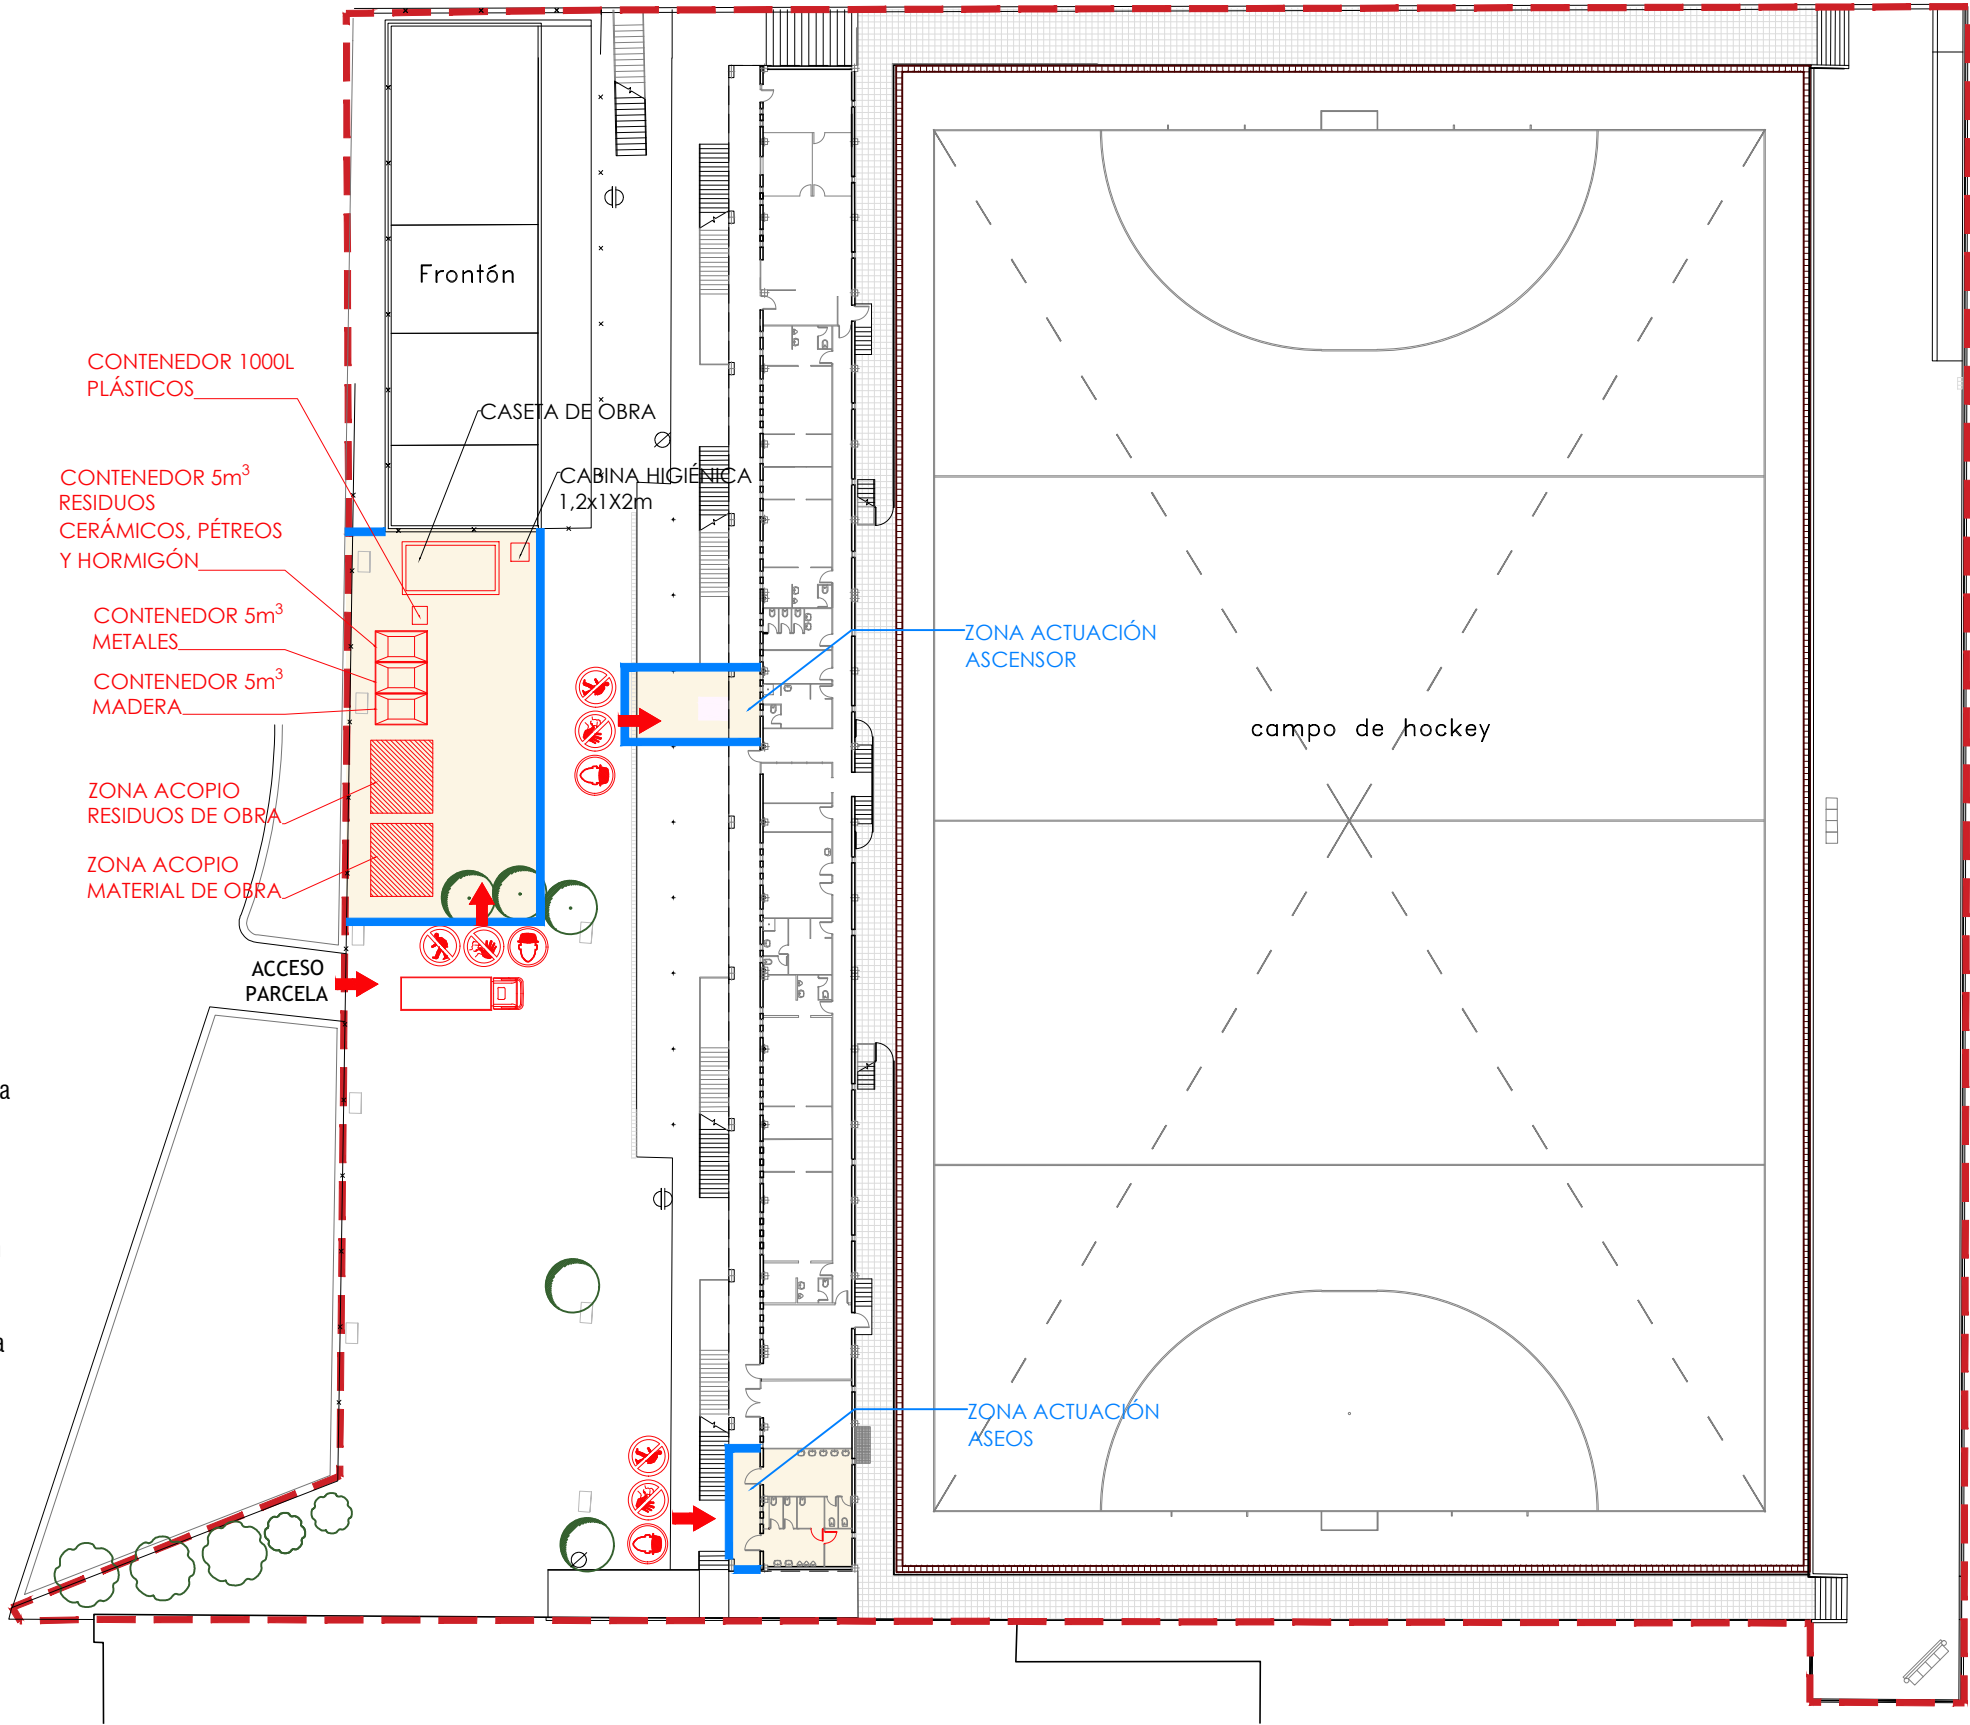 Frontón
CONTENEDOR 1000L
PLÁSTICOS
CASETA DE OBRA
CONTENEDOR 5m³
RESIDUOS
CERÁMICOS, PÉTREOS
Y HORMIGÓN
CABINA HIGIÉNICA
1,2x1X2m
CONTENEDOR 5m³
METALES
CONTENEDOR 5m³
MADERA
ZONA ACTUACIÓN
ASCENSOR
campo de hockey
ZONA ACOPIO
RESIDUOS DE OBRA
ZONA ACOPIO
MATERIAL DE OBRA
ACCESO
PARCELA
a
a
ZONA ACTUACIÓN
ASEOS